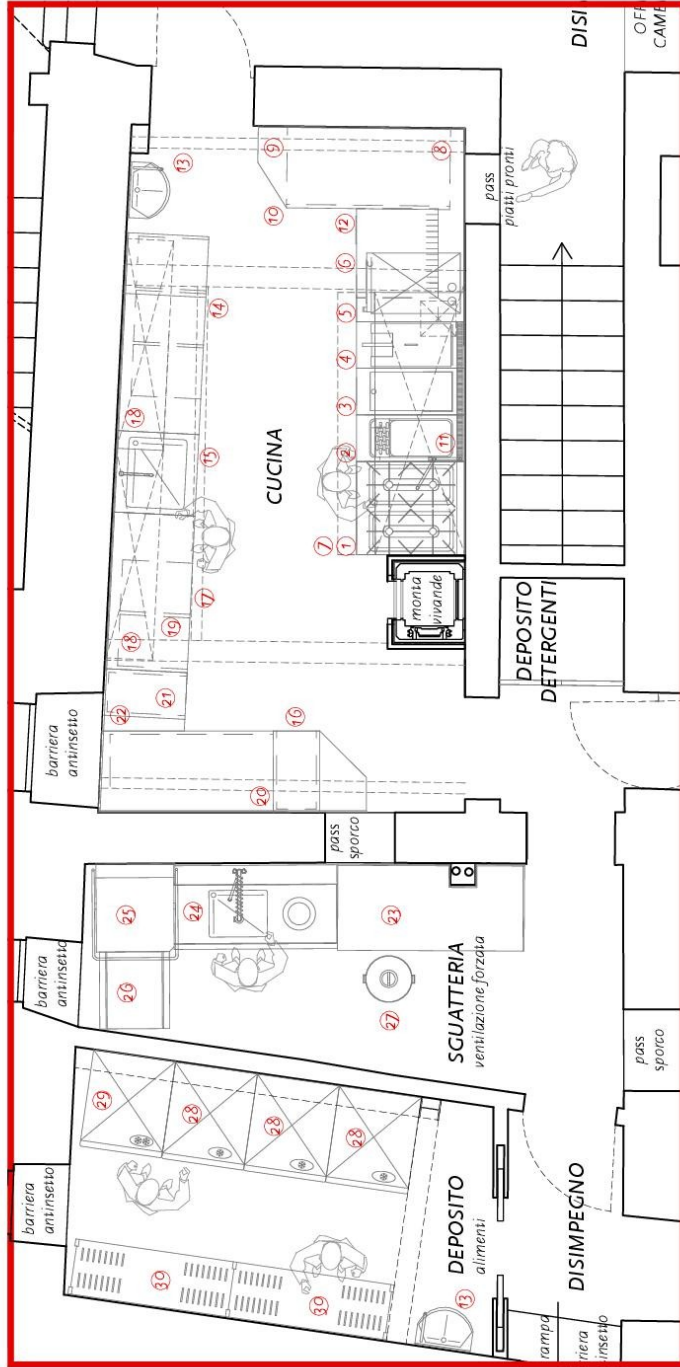 barriera
antinsetto
barriera
antinsetto
barriera
antinsetto
29
28
28
28
30
30
13
DEPOSITO
alimenti
DISIMPEGNO
rampa
riera
insetto
26
25
24
23
27
SGUATTERIA
ventilazione forzata
pass
sporco
pass
sporco
22
21
20
16
18
19
17
15
18
14
13
CUCINA
7
1
2
3
4
5
6
12
11
10
9
8
monta
vivande
DEPOSITO
DETERGENTI
pass
piatti pronti
DISI
OFF
CAME